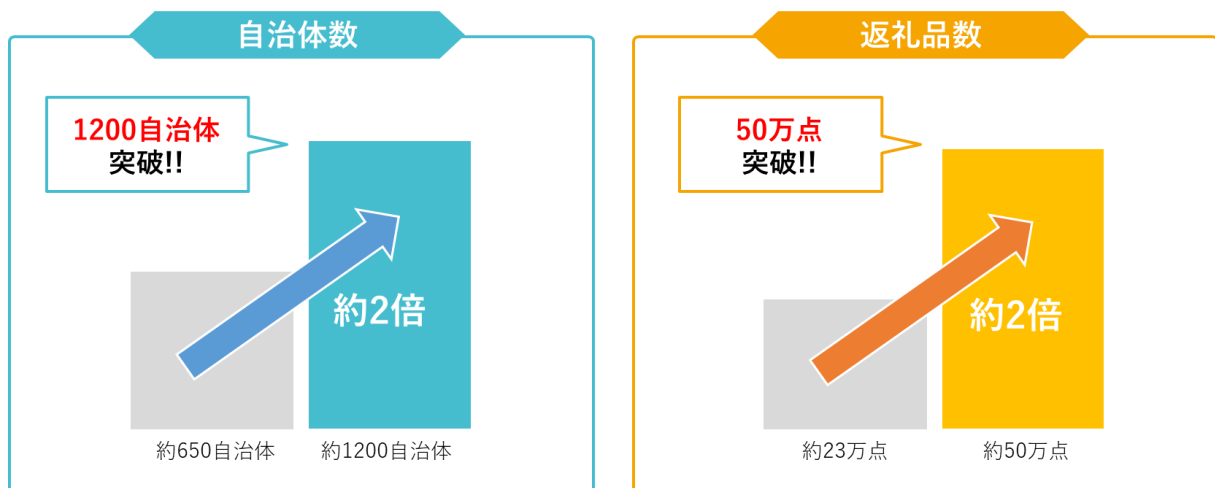 自治体数
1200自治体
突破!!
約2倍
約650自治体
約1200自治体
返礼品数
50万点
突破!!
約2倍
約23万点
約50万点